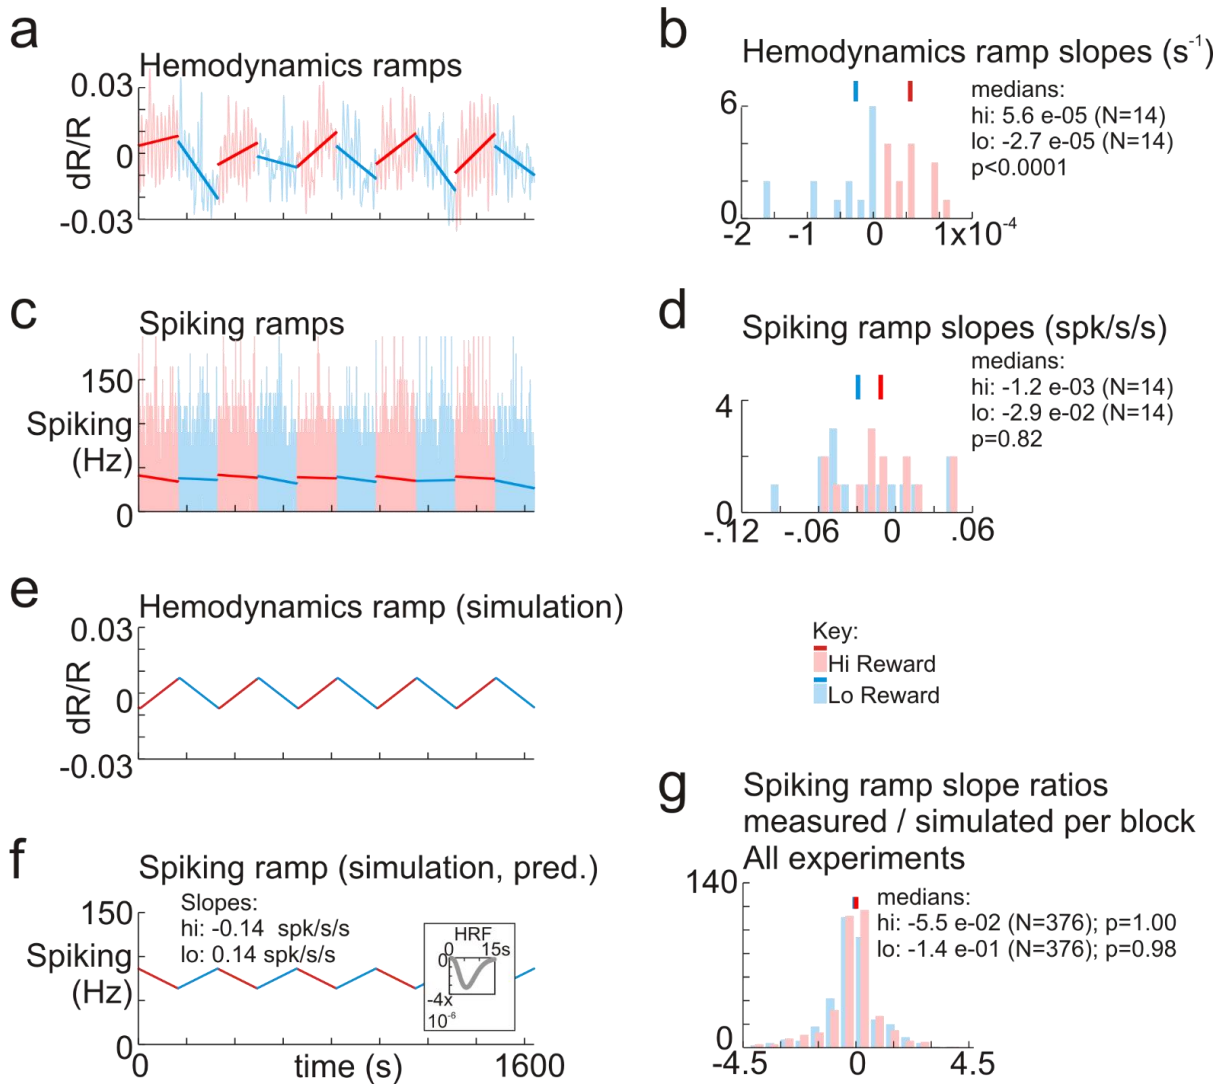 a
Hemodynamics ramps
0.03
0
-0.03
dR/R
b
Hemodynamics ramp slopes (s-1)
medians:
hi: 5.6 e-05 (N=14)
lo: -2.7 e-05 (N=14)
p<0.0001
6
0
-2 -1 0 1x10-4
c
Spiking ramps
150
Spiking
(Hz)
0
d
Spiking ramp slopes (spk/s/s)
medians:
hi: -1.2 e-03 (N=14)
lo: -2.9 e-02 (N=14)
p=0.82
4
0
-.12 -.06 0 .06
e
Hemodynamics ramp (simulation)
0.03
0
-0.03
dR/R
Key:
Hi Reward
Lo Reward
f
Spiking ramp (simulation, pred.)
Slopes:
hi: -0.14 spk/s/s
lo: 0.14 spk/s/s
150
Spiking
(Hz)
0
HRF
0 15s
0
-4x
10-6
0 time (s) 1600
g
Spiking ramp slope ratios
measured / simulated per block
All experiments
140
medians:
hi: -5.5 e-02 (N=376); p=1.00
lo: -1.4 e-01 (N=376); p=0.98
0
-4.5 0 4.5